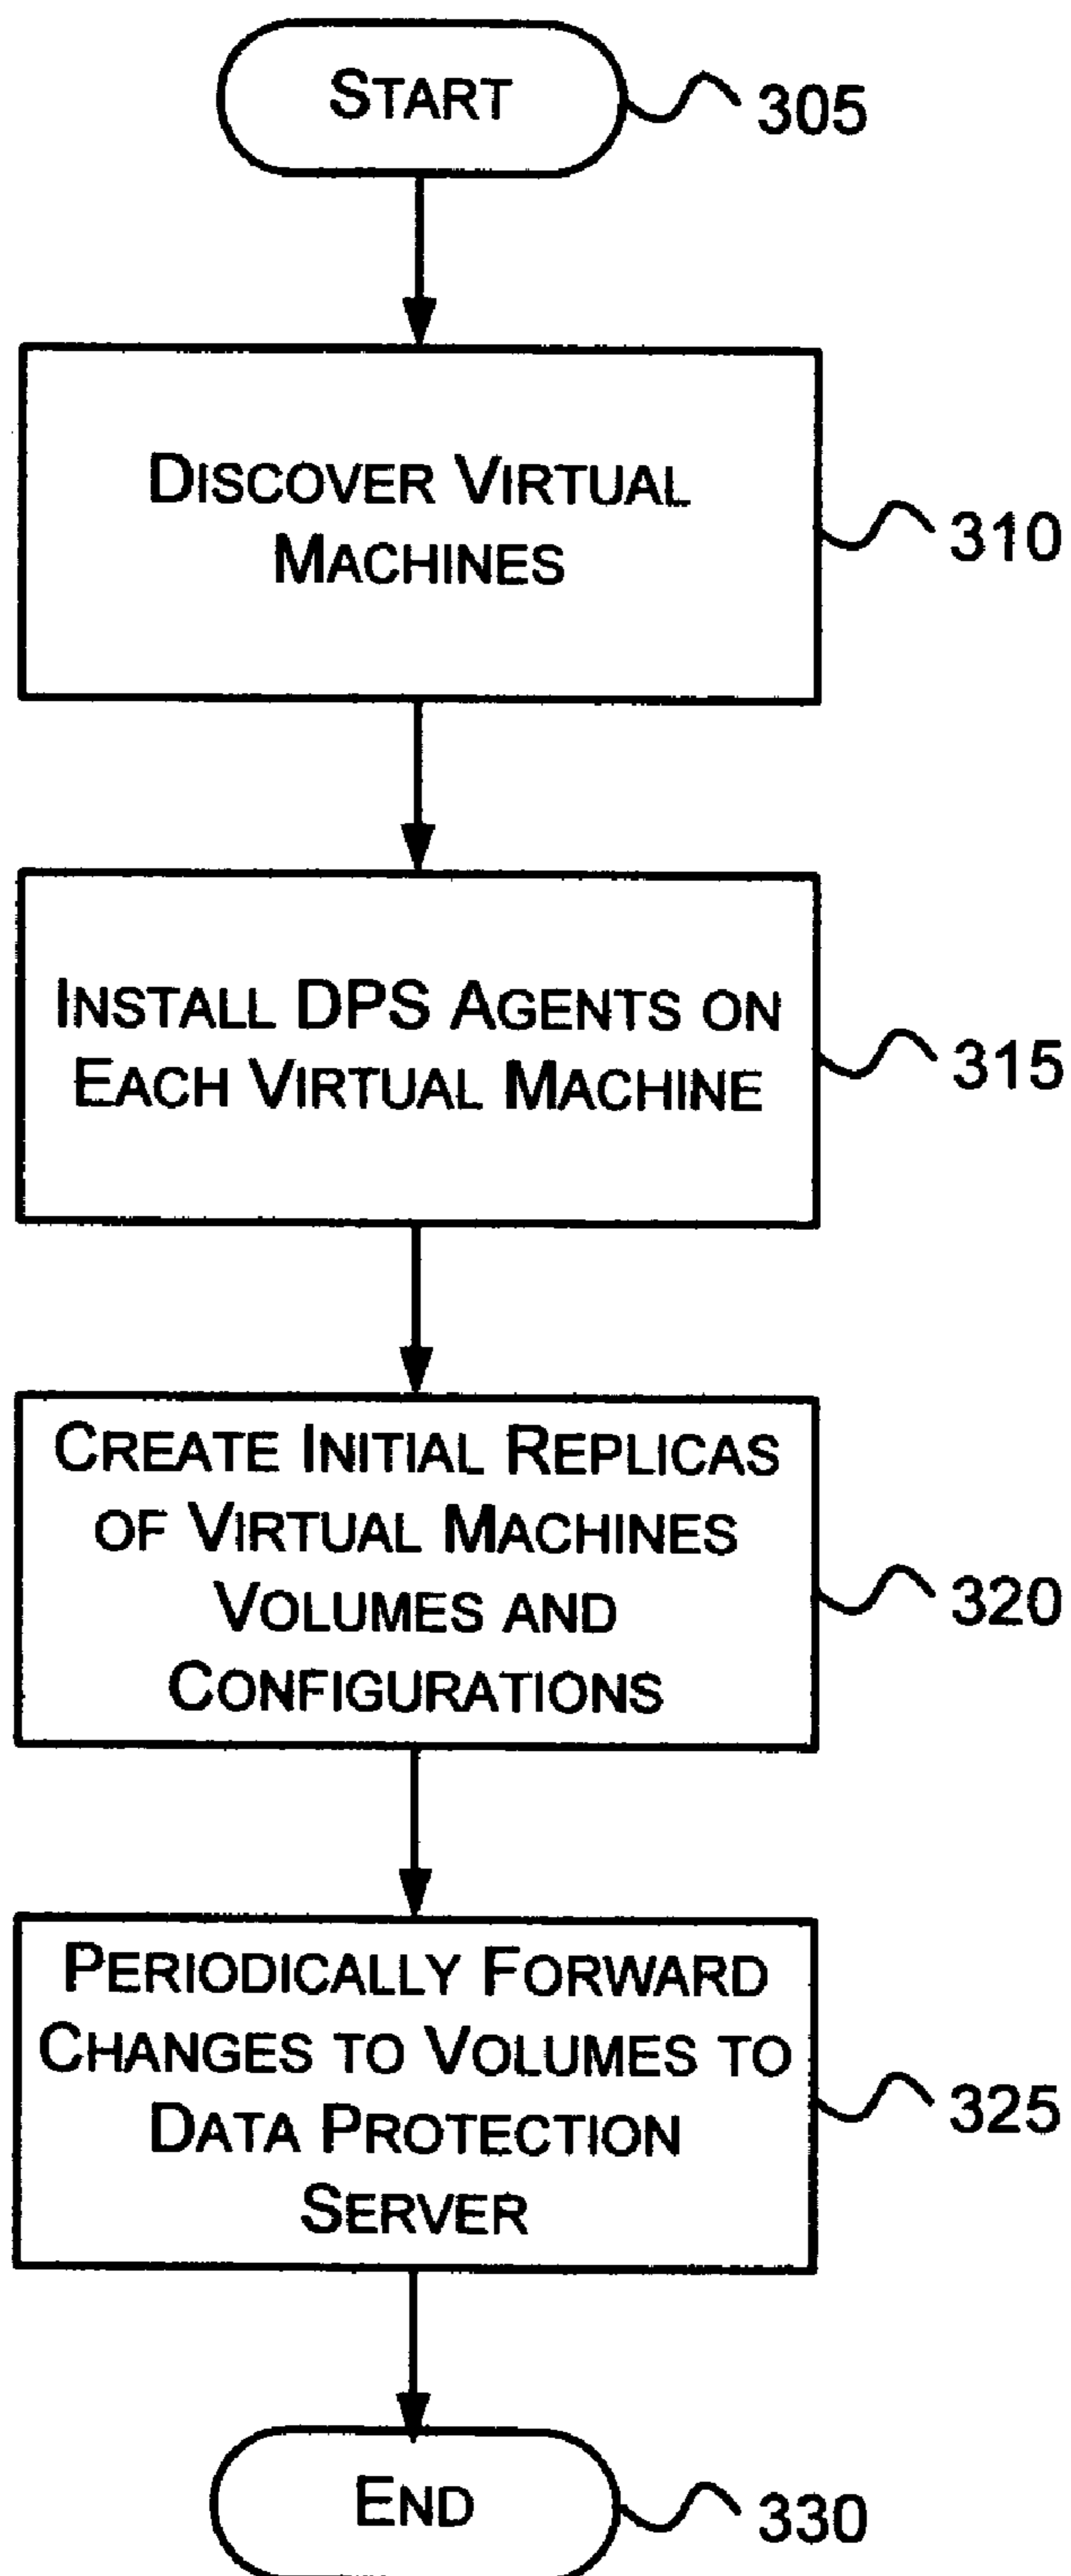 START
305
DISCOVER VIRTUAL
MACHINES
310
INSTALL DPS AGENTS ON
EACH VIRTUAL MACHINE
315
CREATE INITIAL REPLICAS
OF VIRTUAL MACHINES
VOLUMES AND
CONFIGURATIONS
320
PERIODICALLY FORWARD
CHANGES TO VOLUMES TO
DATA PROTECTION
SERVER
325
END
330